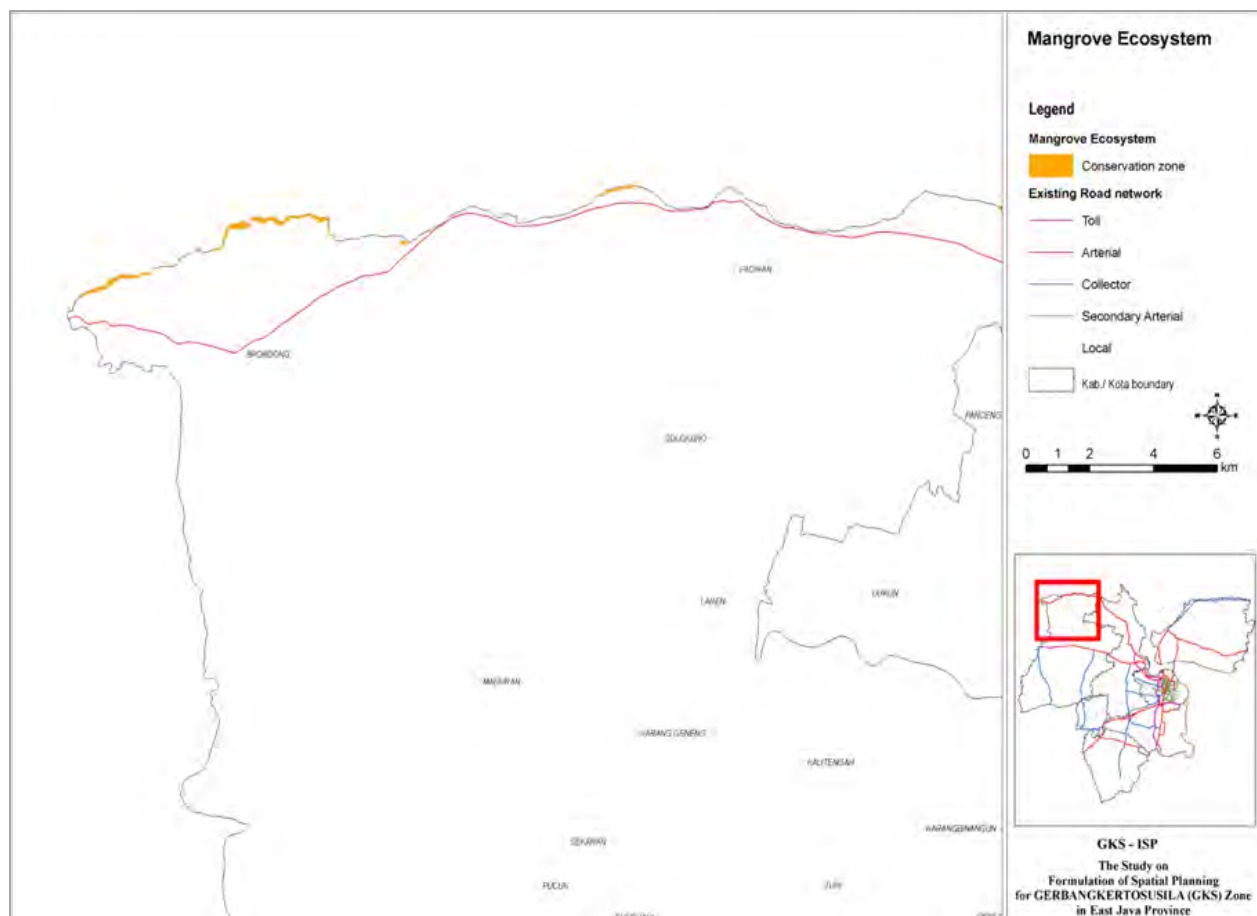 Mangrove Ecosystem
Legend
Mangrove Ecosystem
Conservation zone
Existing Road network
Toll
Arterial
Collector
Secondary Arterial
Local
Kab./ Kota boundary
0 1 2 4 6
km
PACIRAN
BRONDONG
PANCENG
SOLOKURO
LAREN
DUKUN
MADURAN
KARANG GENENG
KALITENGAH
KARANGBINANGUN
SEKARAN
PUCUK
TURI
GKS - ISP
The Study on
Formulation of Spatial Planning
for GERBANGKERTOSUSILA (GKS) Zone
in East Java Province